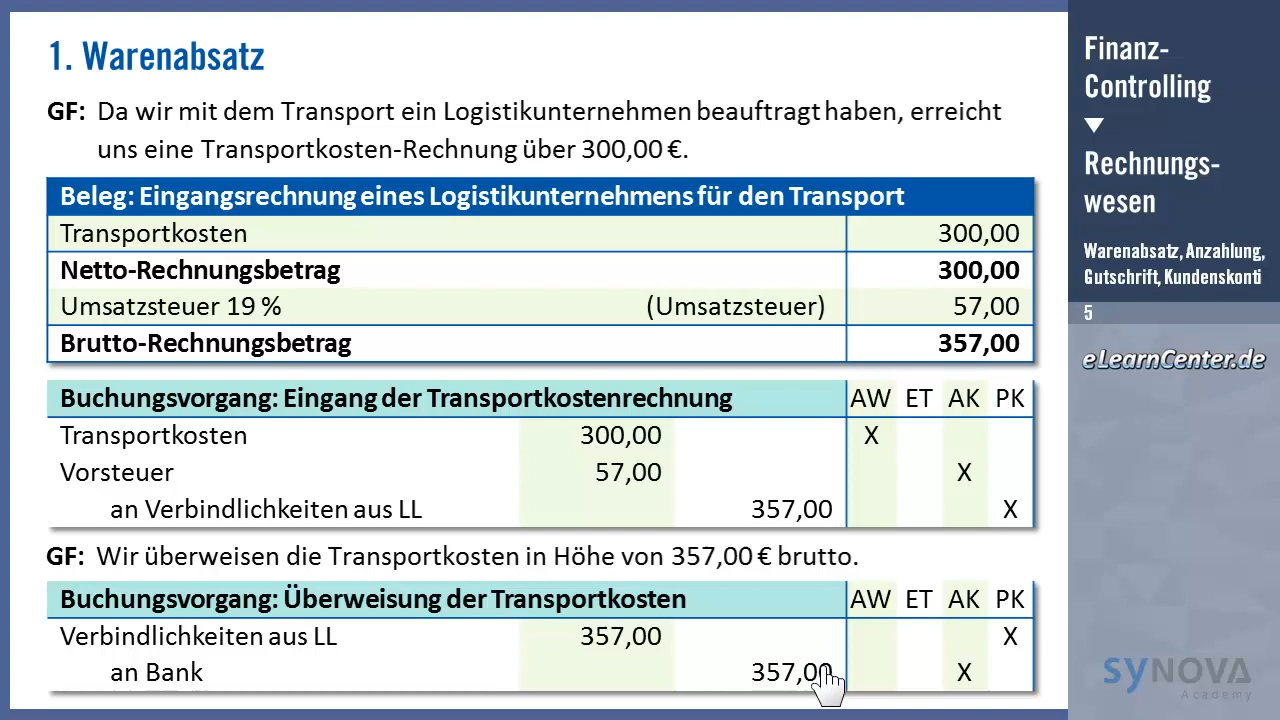 1. Warenabsatz
GF: Da wir mit dem Transport ein Logistikunternehmen beauftragt haben, erreicht
uns eine Transportkosten-Rechnung über 300,00 €.
Beleg: Eingangsrechnung eines Logistikunternehmens für den Transport
Transportkosten 300,00
Netto-Rechnungsbetrag 300,00
Umsatzsteuer 19 % (Umsatzsteuer) 57,00
Brutto-Rechnungsbetrag 357,00
Buchungsvorgang: Eingang der Transportkostenrechnung AW ET AK PK
Transportkosten 300,00 X
Vorsteuer 57,00 X
an Verbindlichkeiten aus LL 357,00 X
GF: Wir überweisen die Transportkosten in Höhe von 357,00 € brutto.
Buchungsvorgang: Überweisung der Transportkosten AW ET AK PK
Verbindlichkeiten aus LL 357,00 X
an Bank 357,00 X
Finanz-
Controlling
Rechnungs-
wesen
Warenabsatz, Anzahlung,
Gutschrift, Kundenskonti
5
eLearnCenter.de
SYNOVA
Academy